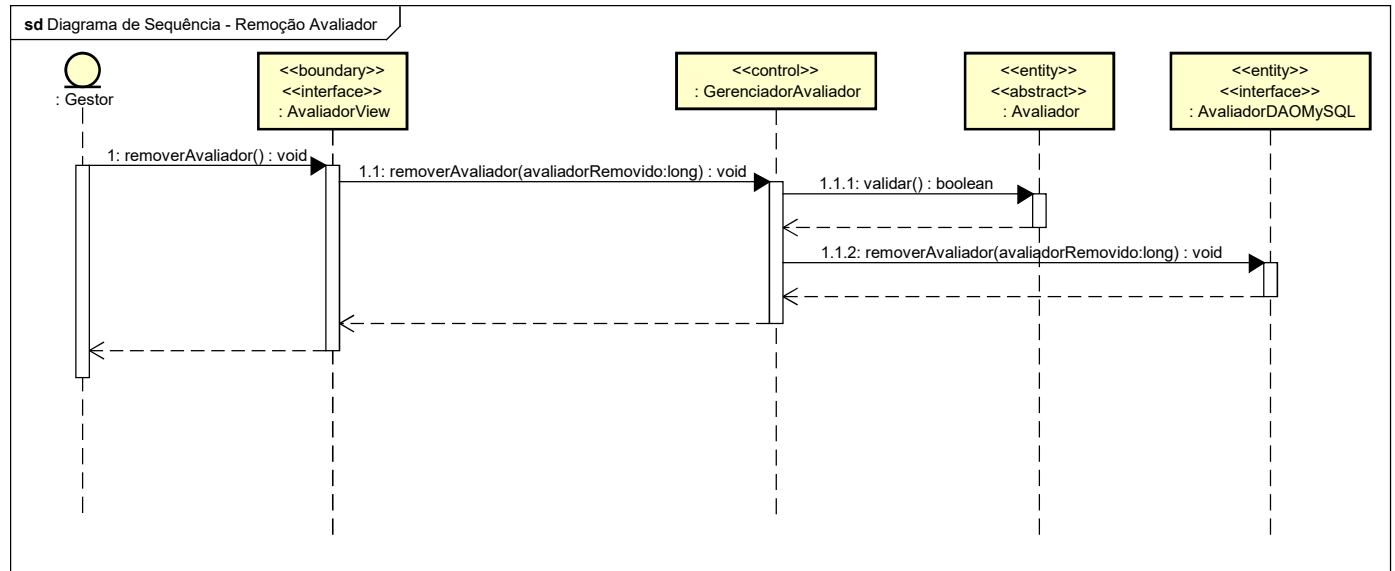 sd Diagrama de Sequência - Remoção Avaliador
: Gestor
<<boundary>>
<<interface>>
: AvaliadorView
<<control>>
: GerenciadorAvaliador
<<entity>>
<<abstract>>
: Avaliador
<<entity>>
<<interface>>
: AvaliadorDAOMySQL
1: removerAvaliador() : void
1.1: removerAvaliador(avaliadorRemovido:long) : void
1.1.1: validar() : boolean
1.1.2: removerAvaliador(avaliadorRemovido:long) : void